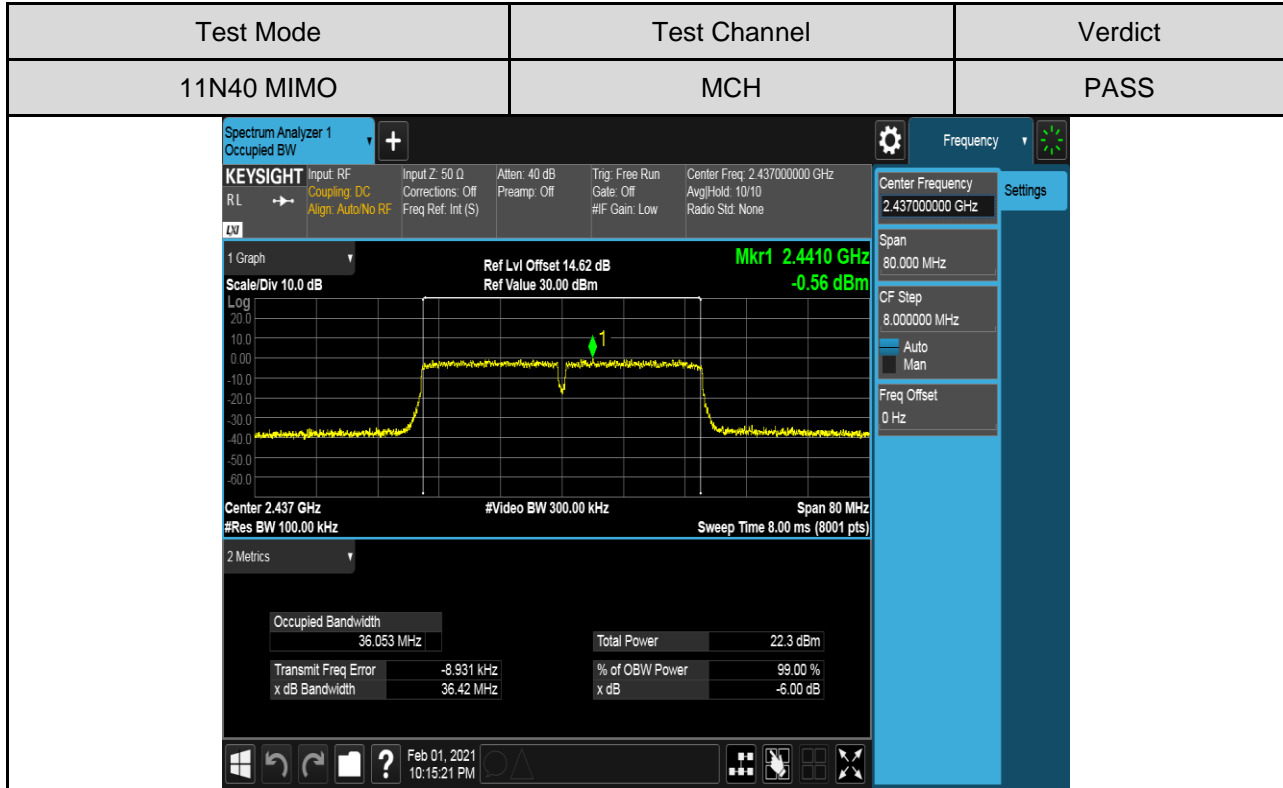 Test Mode Test Channel Verdict
11N40 MIMO MCH PASS
Spectrum Analyzer 1
Occupied BW
+
Frequency
KEYSIGHT Input: RF Input Z: 50 Ω Atten: 40 dB Trig: Free Run Center Freq: 2.437000000 GHz
RL Coupling: DC Corrections: Off Preamp: Off Gate: Off Avg|Hold: 10/10
Align: Auto/No RF Freq Ref: Int (S) #IF Gain: Low Radio Std: None
LXI
Center Frequency
2.437000000 GHz
Settings
Span
80.000 MHz
CF Step
8.000000 MHz
Auto
Man
Freq Offset
0 Hz
1 Graph Ref Lvl Offset 14.62 dB Mkr1 2.4410 GHz
Scale/Div 10.0 dB Ref Value 30.00 dBm -0.56 dBm
Log
20.0
10.0
1
0.00
-10.0
-20.0
-30.0
-40.0
-50.0
-60.0
Center 2.437 GHz #Video BW 300.00 kHz Span 80 MHz
#Res BW 100.00 kHz Sweep Time 8.00 ms (8001 pts)
2 Metrics
Occupied Bandwidth
36.053 MHz Total Power 22.3 dBm
Transmit Freq Error -8.931 kHz % of OBW Power 99.00 %
x dB Bandwidth 36.42 MHz x dB -6.00 dB
? Feb 01, 2021
10:15:21 PM